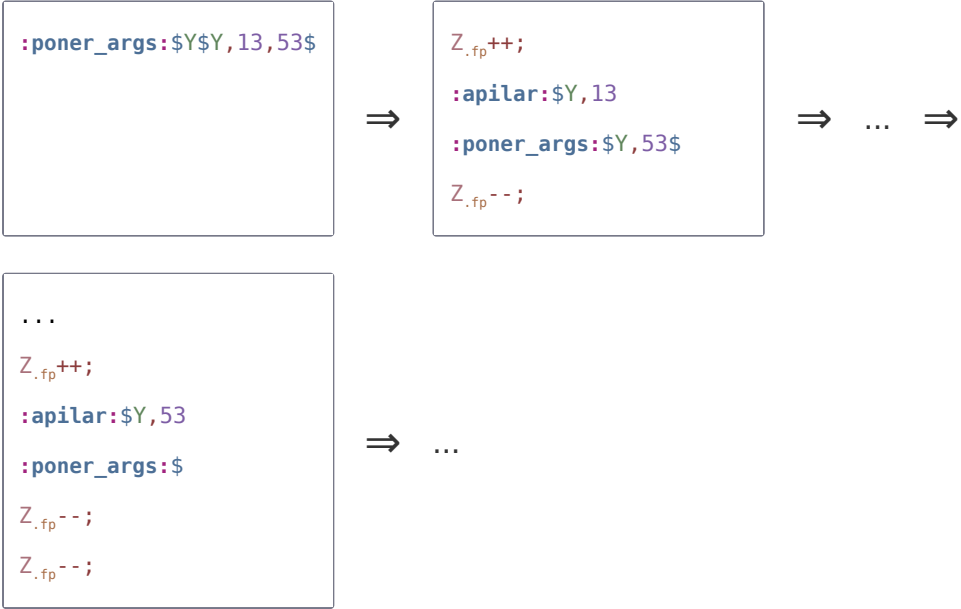 :poner_args:$Y$Y,13,53$
⇒
Z.fp++;
:apilar:$Y,13
:poner_args:$Y,53$
Z.fp--;
⇒ ... ⇒
...
Z.fp++;
:apilar:$Y,53
:poner_args:$
Z.fp--;
Z.fp--;
⇒ ...